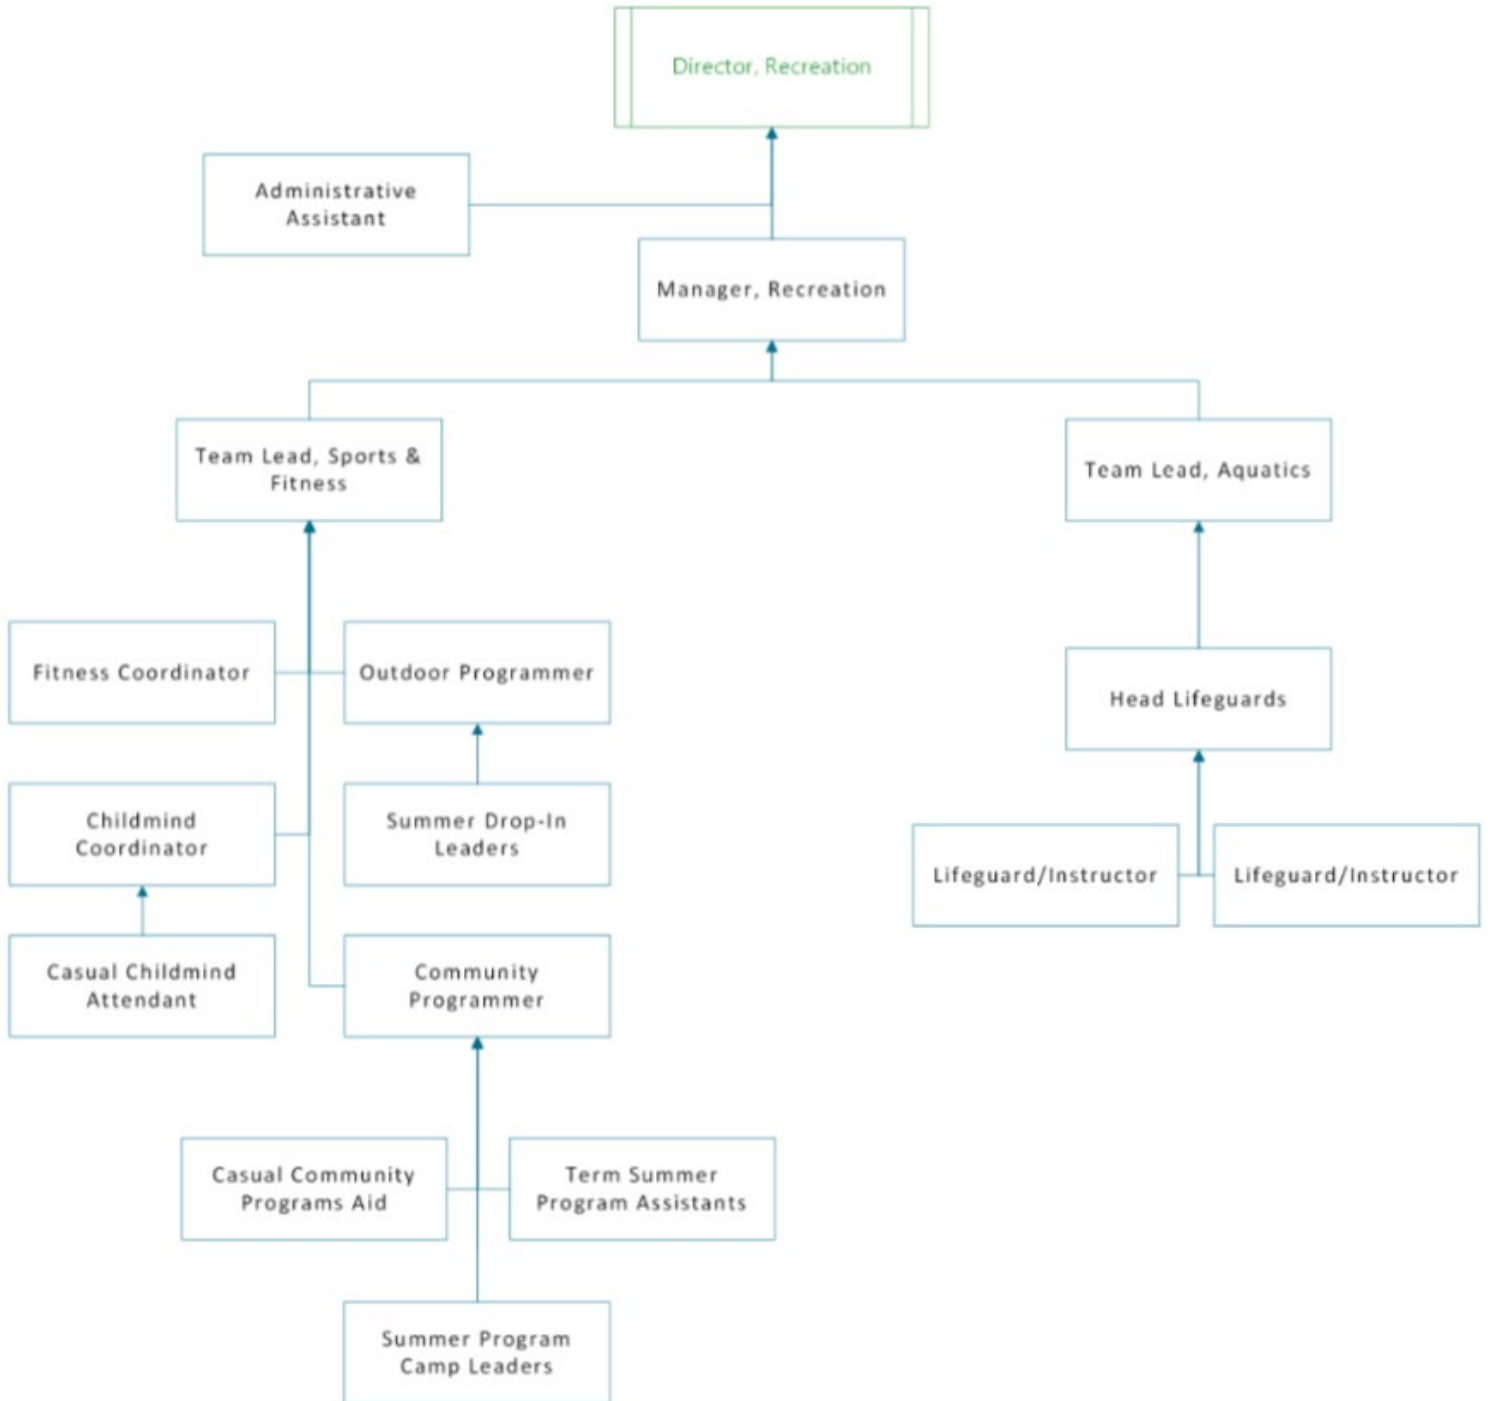 Director, Recreation
Administrative
Assistant
Manager, Recreation
Team Lead, Sports &
Fitness
Team Lead, Aquatics
Fitness Coordinator
Outdoor Programmer
Head Lifeguards
Childmind
Coordinator
Summer Drop-In
Leaders
Lifeguard/Instructor
Lifeguard/Instructor
Casual Childmind
Attendant
Community
Programmer
Casual Community
Programs Aid
Term Summer
Program Assistants
Summer Program
Camp Leaders